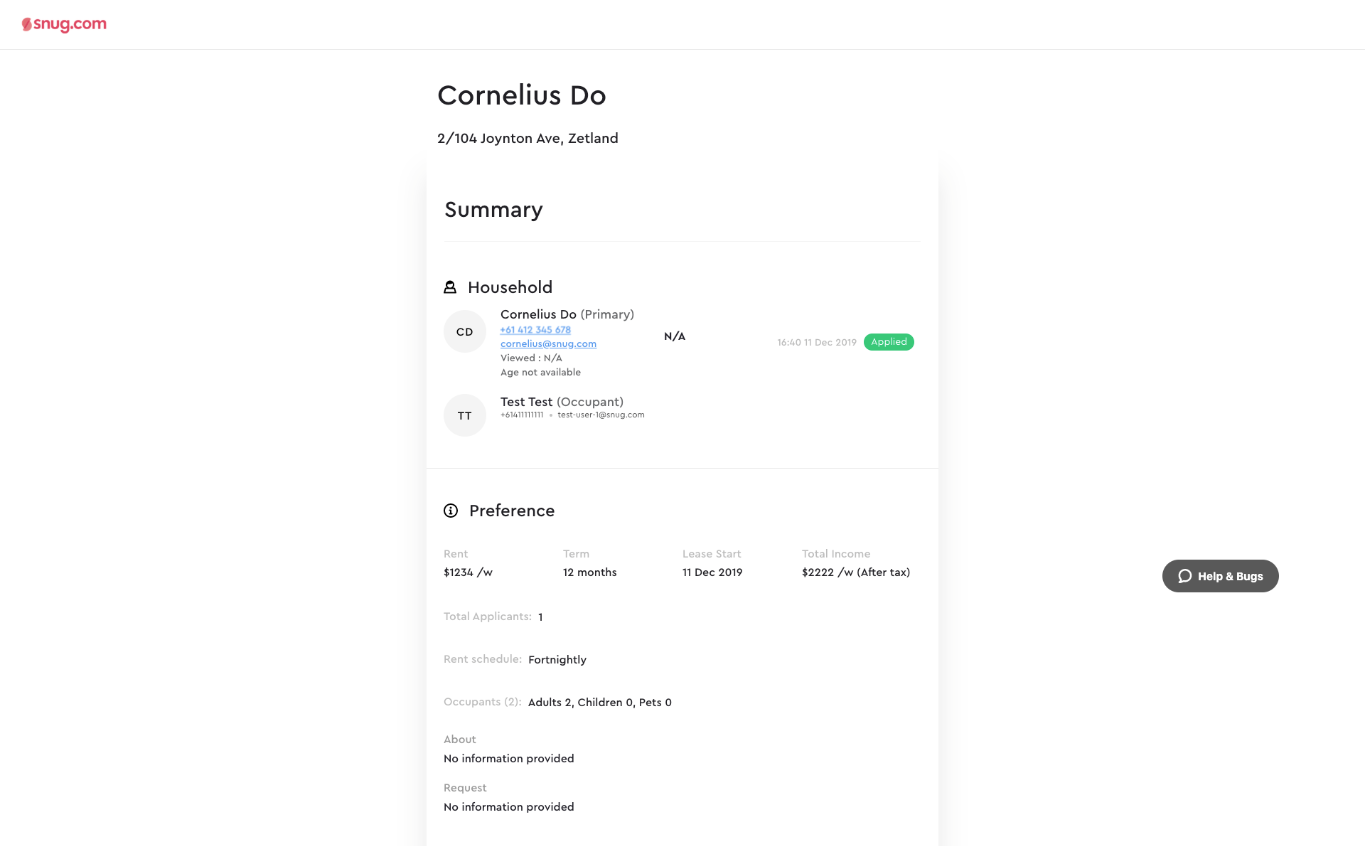 snug.com
Cornelius Do
2/104 Joynton Ave, Zetland
Summary
Household
CD
Cornelius Do (Primary)
+61 412 345 678
cornelius@snug.com
Viewed : N/A
Age not available
N/A
16:40 11 Dec 2019 Applied
TT
Test Test (Occupant)
+61411111111 • test-user-1@snug.com
Preference
Rent Term Lease Start Total Income
$1234 /w 12 months 11 Dec 2019 $2222 /w (After tax)
Help & Bugs
Total Applicants: 1
Rent schedule: Fortnightly
Occupants (2): Adults 2, Children 0, Pets 0
About
No information provided
Request
No information provided